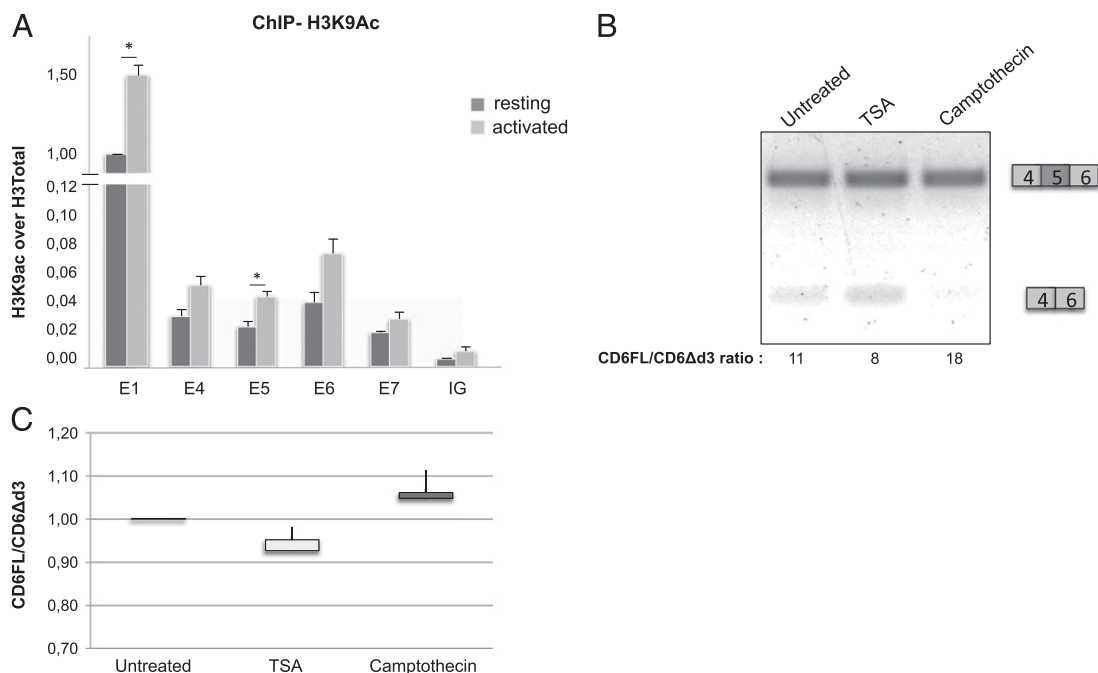 A
ChIP- H3K9Ac
H3K9ac over H3Total
1,50
1,00
0,12
0,10
0,08
0,06
0,04
0,02
0,00
*
*
resting
activated
E1 E4 E5 E6 E7 IG
B
Untreated TSA Camptothecin
4 5 6
4 6
CD6FL/CD6Δd3 ratio : 11 8 18
C
CD6FL/CD6Δd3
1,20
1,10
1,00
0,90
0,80
0,70
Untreated TSA Camptothecin